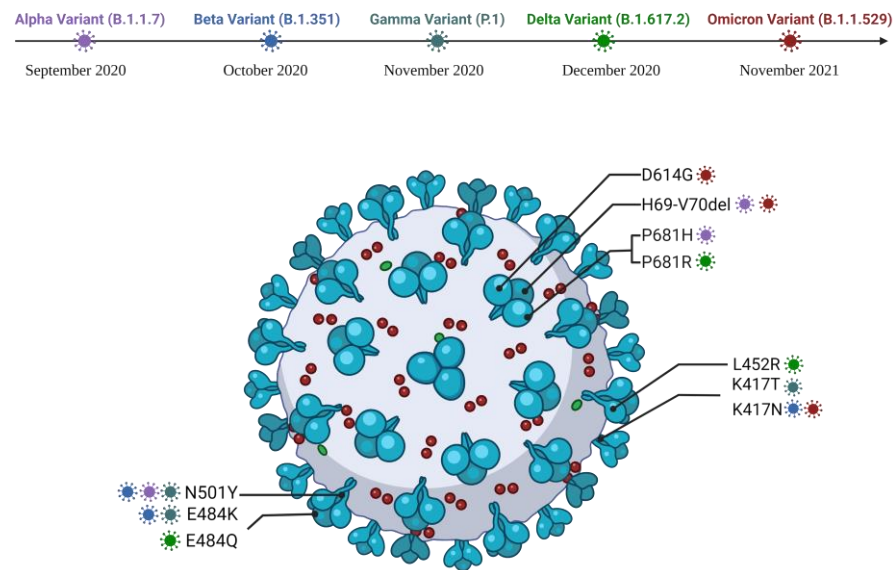 Alpha Variant (B.1.1.7) Beta Variant (B.1.351) Gamma Variant (P.1) Delta Variant (B.1.617.2) Omicron Variant (B.1.1.529)
September 2020 October 2020 November 2020 December 2020 November 2021
D614G
H69-V70del
P681H
P681R
L452R
K417T
K417N
N501Y
E484K
E484Q